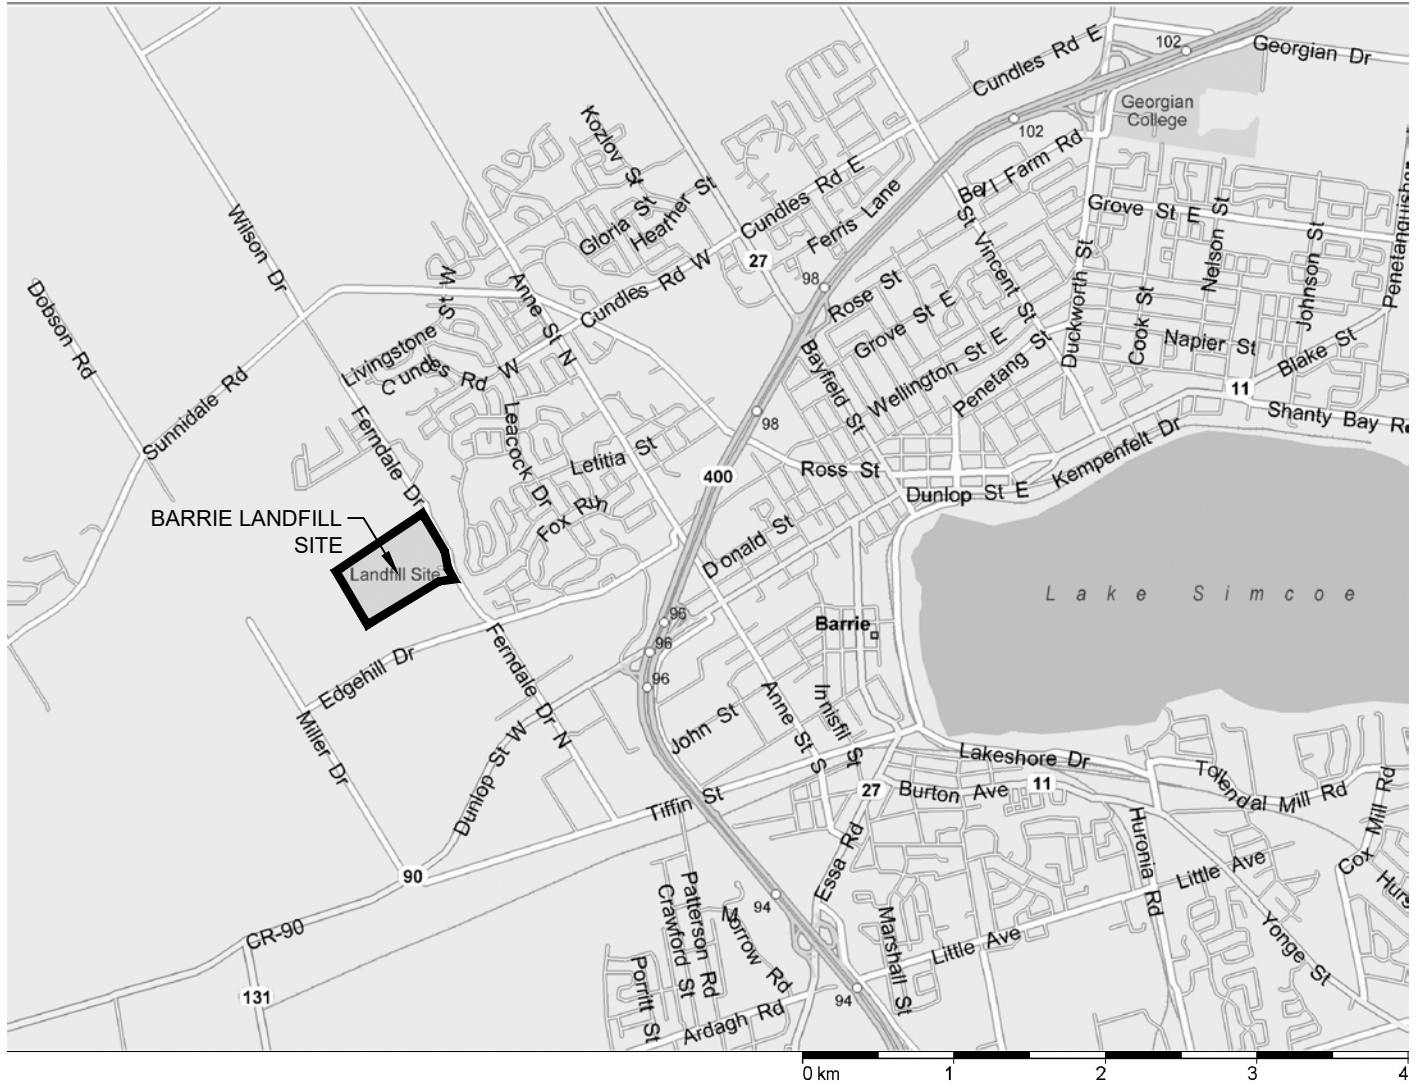 102
Georgian Dr
Cundles Rd E
Georgian
College
102
Kozlov St
Bell Farm Rd
Cundles Rd E
Heather St
Gloria St
Ferris Lane
Grove St E
Nelson St
St Vincent St
Wilson Dr
Johnson St
Duckworth St
27
98
Cundles Rd W
Anne St N
Rose St
Dobson Rd
Cook St
Grove St E
Livingstone St W
Napier St
Blake St
Wellington St E
Penetang St
Cundles Rd W
Bayfield St
11
98
Shanty Bay
Sunnidale Rd
Ferndale Dr
Leacock Dr
Letitia St
Kempenfelt Dr
400
Ross St
Dunlop St E
Fox Run
BARRIE LANDFILL
SITE
Donald St
Landfill Site
Lake Simcoe
96
Barrie
96
Edgehill Dr
96
Ferndale Dr N
Miller Dr
John St
Anne St S
Innisfil St
Dunlop St W
Lakeshore Dr
Tollendal Mill Rd
Tiffin St
27
Burton Ave
11
Cox Mill Rd
Huronia Rd
Essa Rd
90
Little Ave
94
Patterson Rd
Crawford St
Morrow Rd
Marshall St
CR-90
Little Ave
Yonge St
Porritt St
131
94
Ardagh Rd
0 km 1 2 3 4